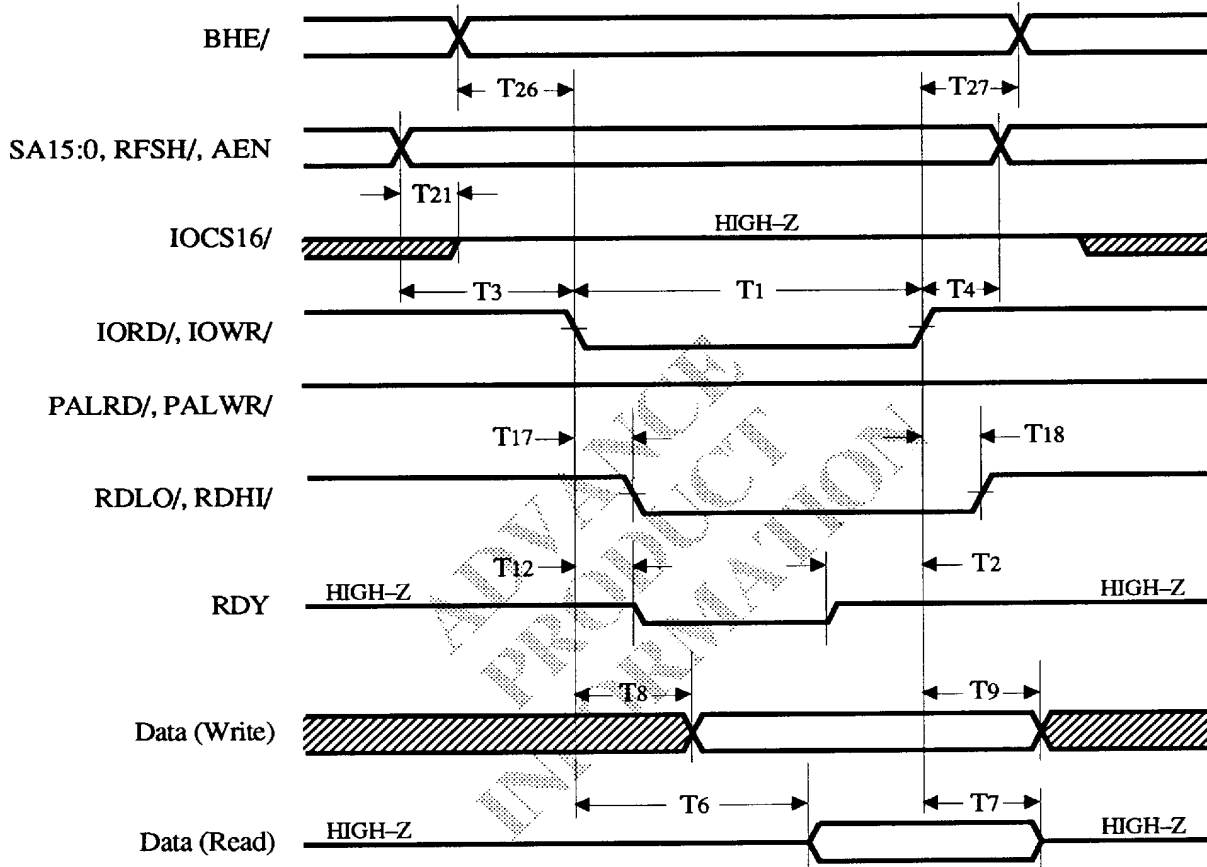 BHE/
T26
T27
SA15:0, RFSH/, AEN
T21
IOCS16/
HIGH–Z
T3
T1
T4
IORD/, IOWR/
PALRD/, PALWR/
T17
T18
RDLO/, RDHI/
T12
T2
RDY
HIGH–Z
HIGH–Z
T8
T9
Data (Write)
T6
T7
Data (Read)
HIGH–Z
HIGH–Z
ADVANCE
PRODUCT
INFORMATION